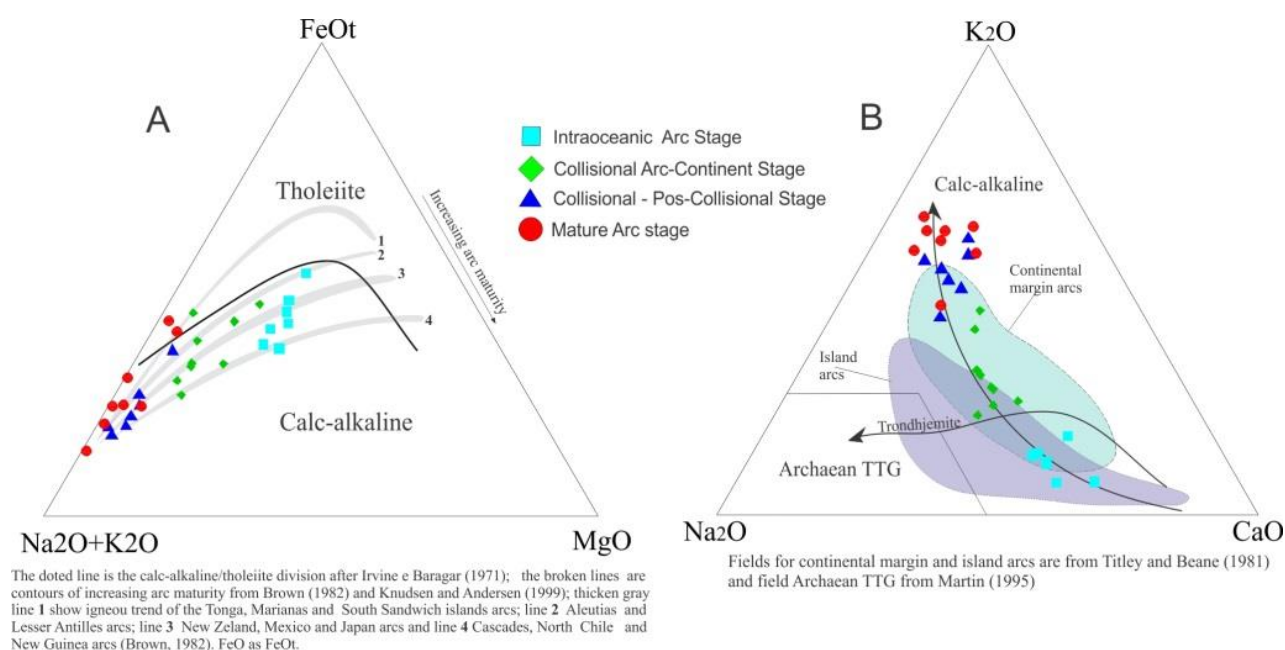 FeOt
A
Tholeiite
Increasing arc maturity
1
2
3
4
Calc-alkaline
Na2O+K2O
MgO
Intraoceanic Arc Stage
Collisional Arc-Continent Stage
Collisional - Pos-Collisional Stage
Mature Arc stage
K2O
B
Calc-alkaline
Continental
margin arcs
Island
arcs
Trondhjemite
Archaean TTG
Na2O
CaO
The doted line is the calc-alkaline/tholeiite division after Irvine e Baragar (1971); the broken lines are
contours of increasing arc maturity from Brown (1982) and Knudsen and Andersen (1999); thicken gray
line 1 show igneou trend of the Tonga, Marianas and South Sandwich islands arcs; line 2 Aleutias and
Lesser Antilles arcs; line 3 New Zeland, Mexico and Japan arcs and line 4 Cascades, North Chile and
New Guinea arcs (Brown, 1982). FeO as FeOt.
Fields for continental margin and island arcs are from Titley and Beane (1981)
and field Archaean TTG from Martin (1995)